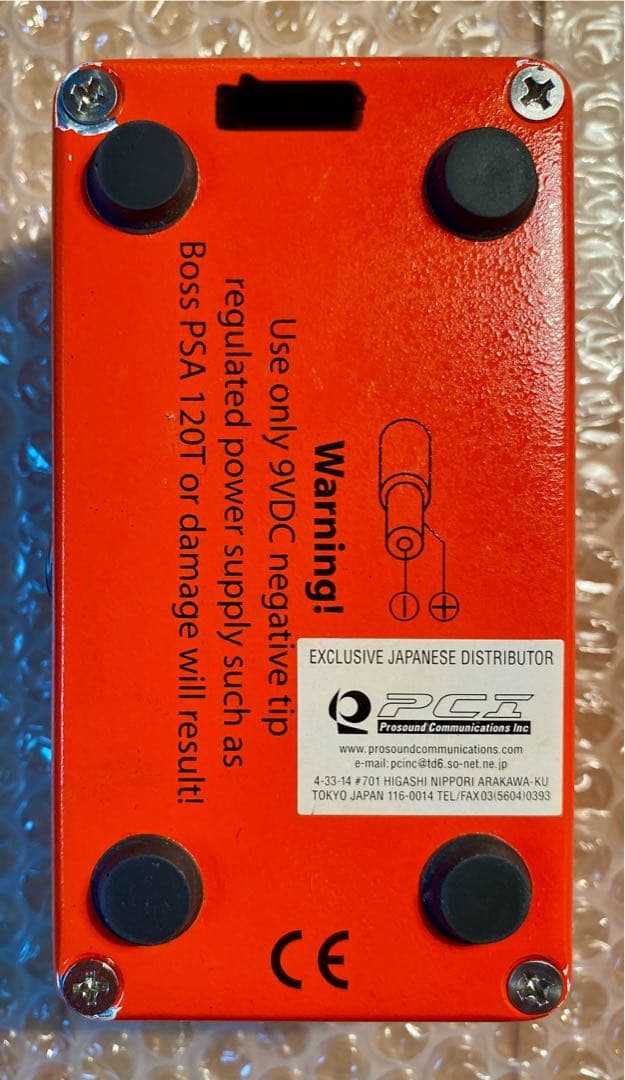 Warning!
Use only 9VDC negative tip
regulated power supply such as
Boss PSA 120T or damage will result!
EXCLUSIVE JAPANESE DISTRIBUTOR
PCI
Prosound Communications Inc
www.prosoundcommunications.com
e-mail:pcinc@td6.so-net.ne.jp
4-33-14 #701 HIGASHI NIPPORI ARAKAWA-KU
TOKYO JAPAN 116-0014 TEL/FAX03(5604)0393
CE